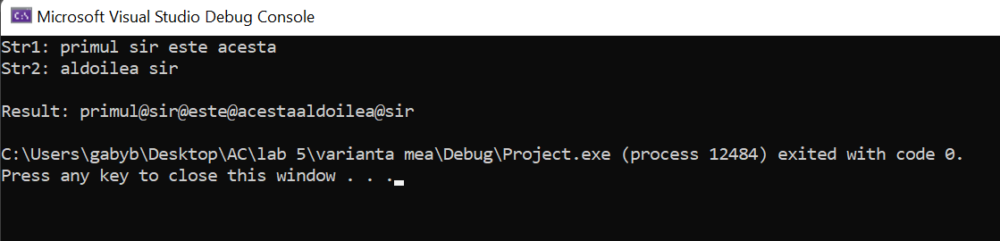 Microsoft Visual Studio Debug Console
Str1: primul sir este acesta
Str2: aldoilea sir
Result: primul@sir@este@acestaaldoilea@sir
C:\Users\gabyb\Desktop\AC\lab 5\varianta mea\Debug\Project.exe (process 12484) exited with code 0.
Press any key to close this window . . .